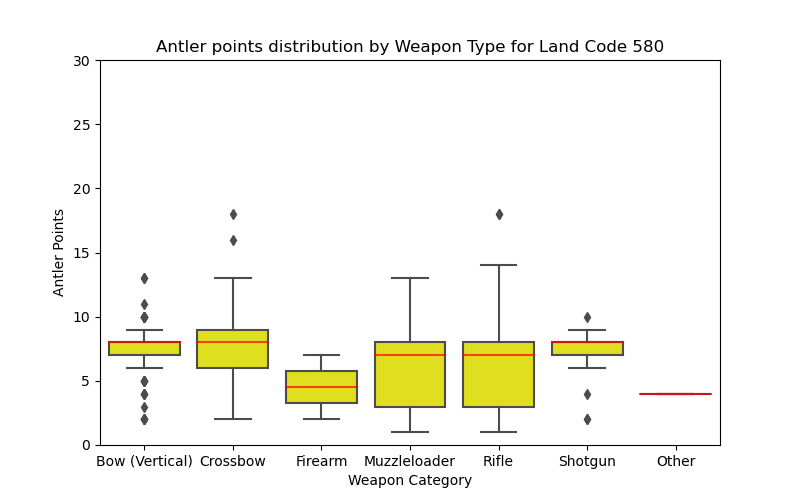 Antler points distribution by Weapon Type for Land Code 580
30
25
20
15
10
5
0
Antler Points
Bow (Vertical) Crossbow Firearm Muzzleloader Rifle Shotgun Other
Weapon Category